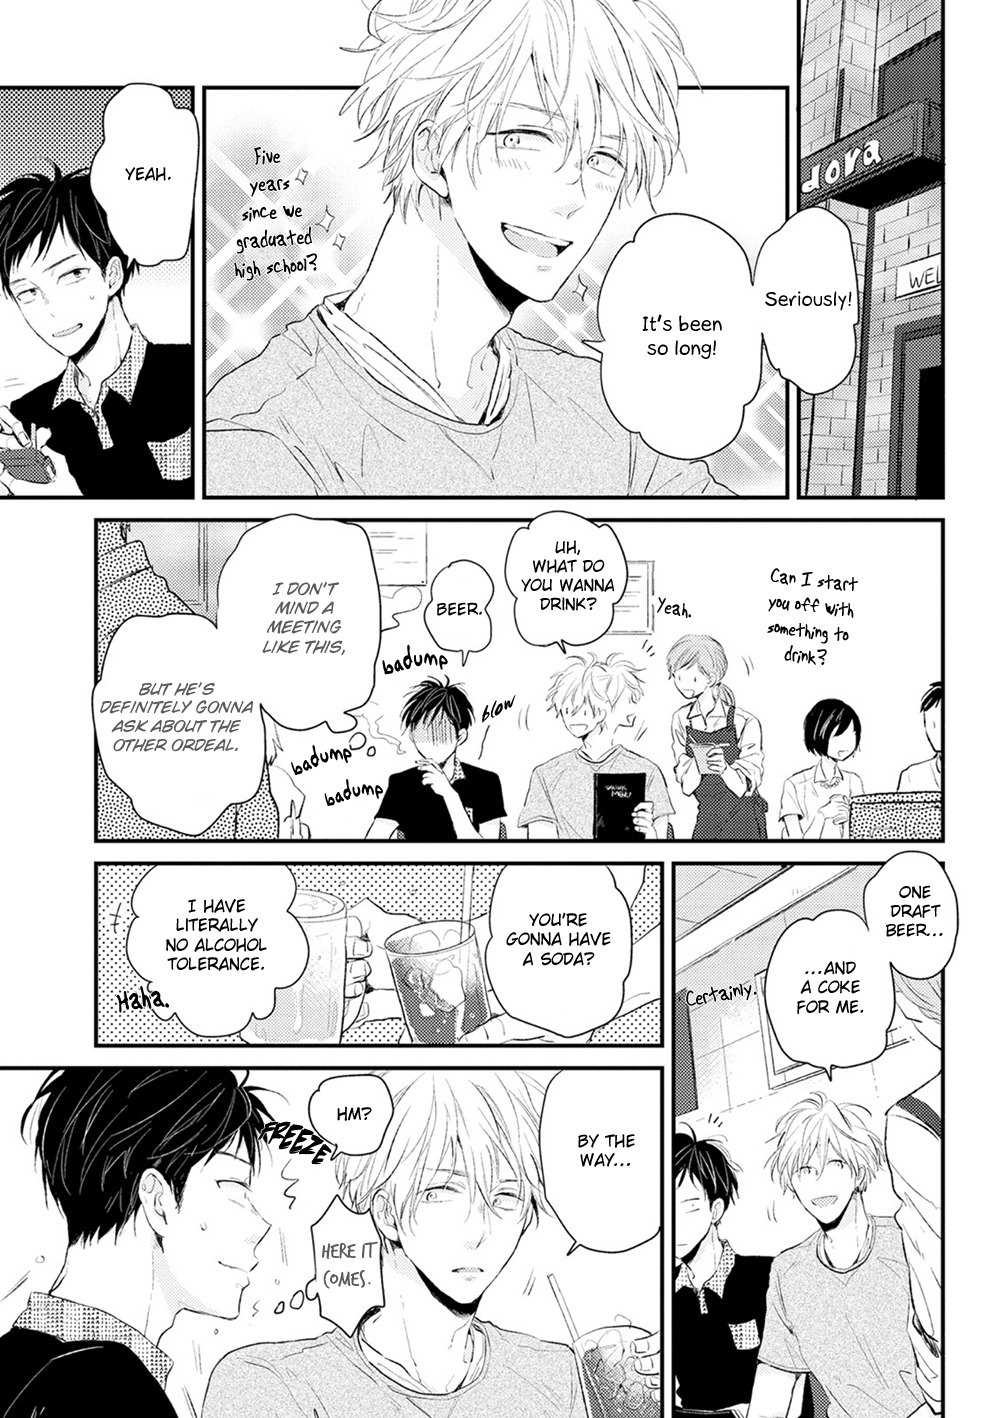 dora
WEL
Seriously!
It's been
so long!
Five
years
since we
graduated
high school?
YEAH.
Can I start
you off with
something to
drink?
Yeah.
UH,
WHAT DO
YOU WANNA
DRINK?
DRINK
MENU
BEER.
blow
badump
badump
badump
I DON'T
MIND A
MEETING
LIKE THIS,
BUT HE'S
DEFINITELY GONNA
ASK ABOUT THE
OTHER ORDEAL.
ONE
DRAFT
BEER...
...AND
A COKE
FOR ME.
Certainly.
YOU'RE
GONNA HAVE
A SODA?
I HAVE
LITERALLY
NO ALCOHOL
TOLERANCE.
Haha.
BY THE
WAY...
HM?
FREEZE
HERE IT
COMES.